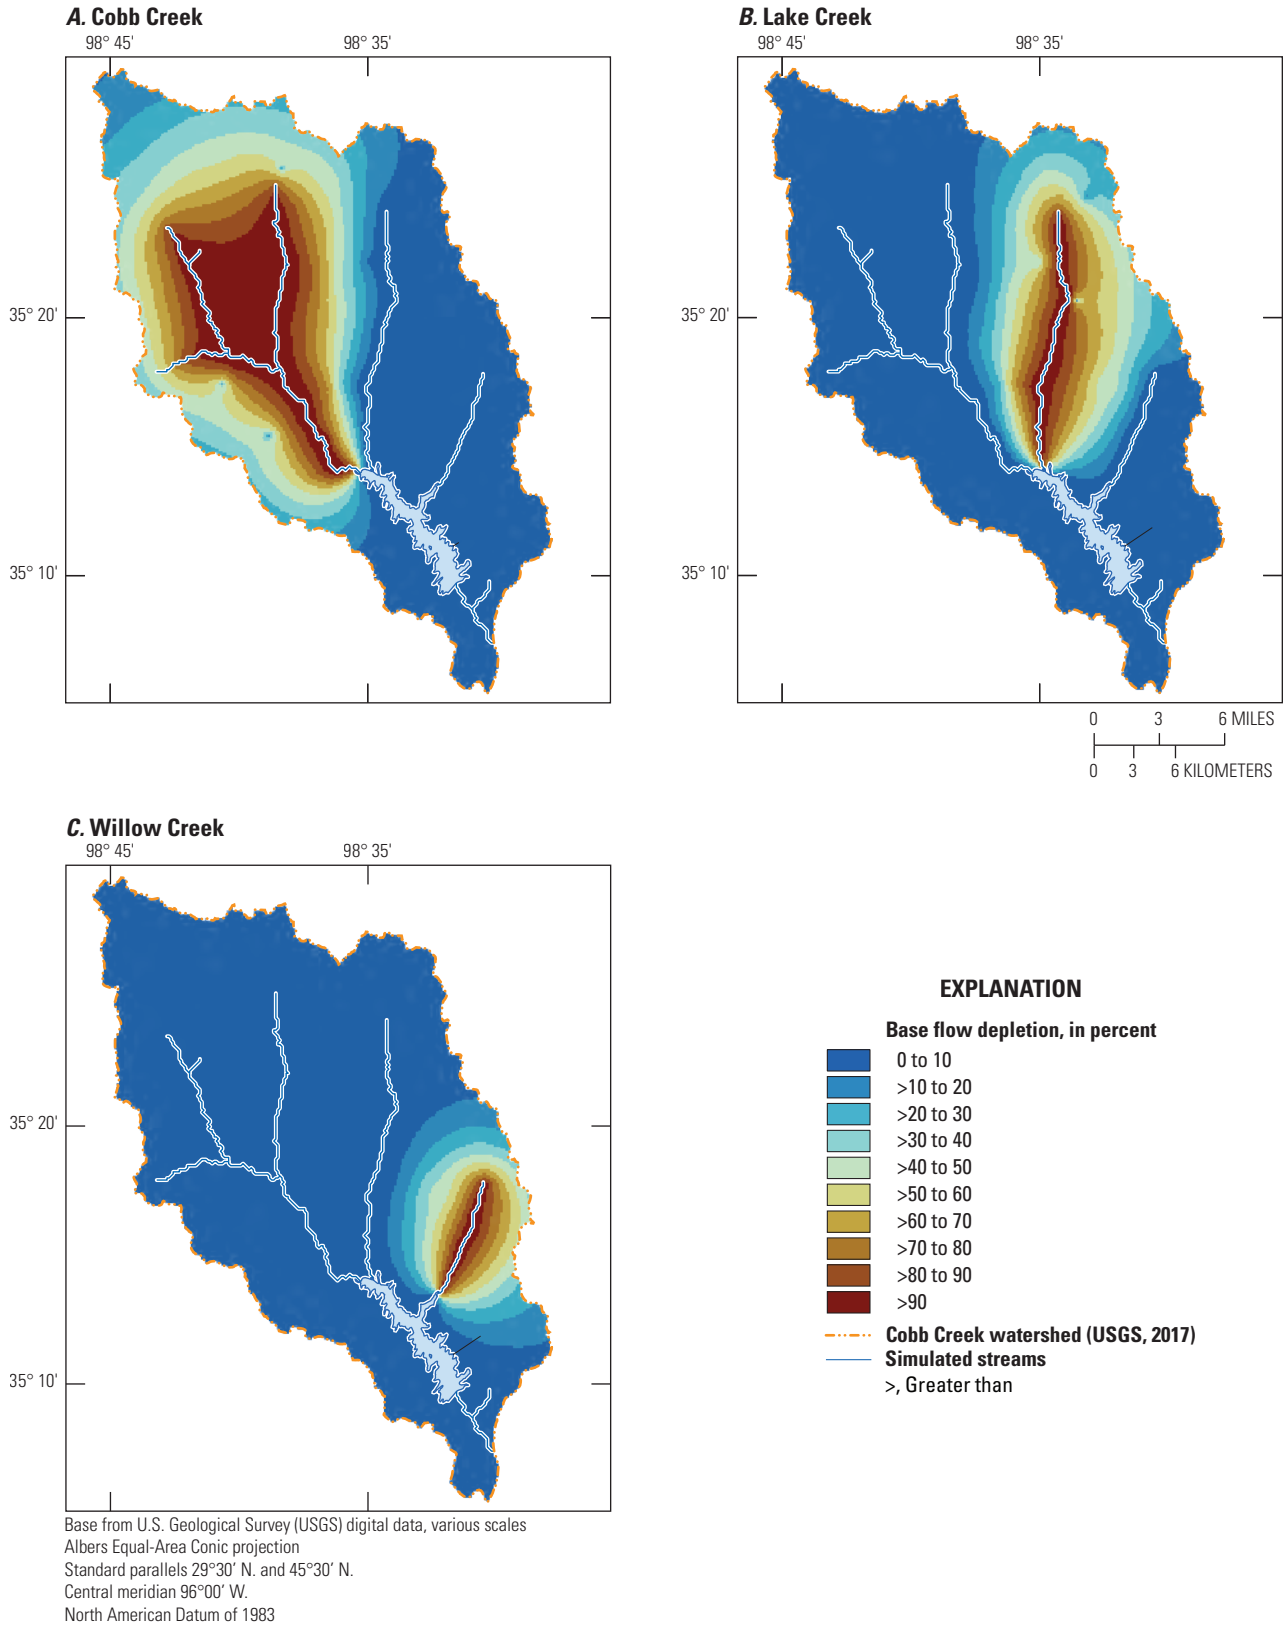 A. Cobb Creek
98° 45'
98° 35'
35° 20'
35° 10'
B. Lake Creek
98° 45'
98° 35'
35° 20'
35° 10'
0 3 6 MILES
0 3 6 KILOMETERS
C. Willow Creek
98° 45'
98° 35'
35° 20'
35° 10'
EXPLANATION
Base flow depletion, in percent
0 to 10
>10 to 20
>20 to 30
>30 to 40
>40 to 50
>50 to 60
>60 to 70
>70 to 80
>80 to 90
>90
Cobb Creek watershed (USGS, 2017)
Simulated streams
>, Greater than
Base from U.S. Geological Survey (USGS) digital data, various scales
Albers Equal-Area Conic projection
Standard parallels 29°30' N. and 45°30' N.
Central meridian 96°00' W.
North American Datum of 1983